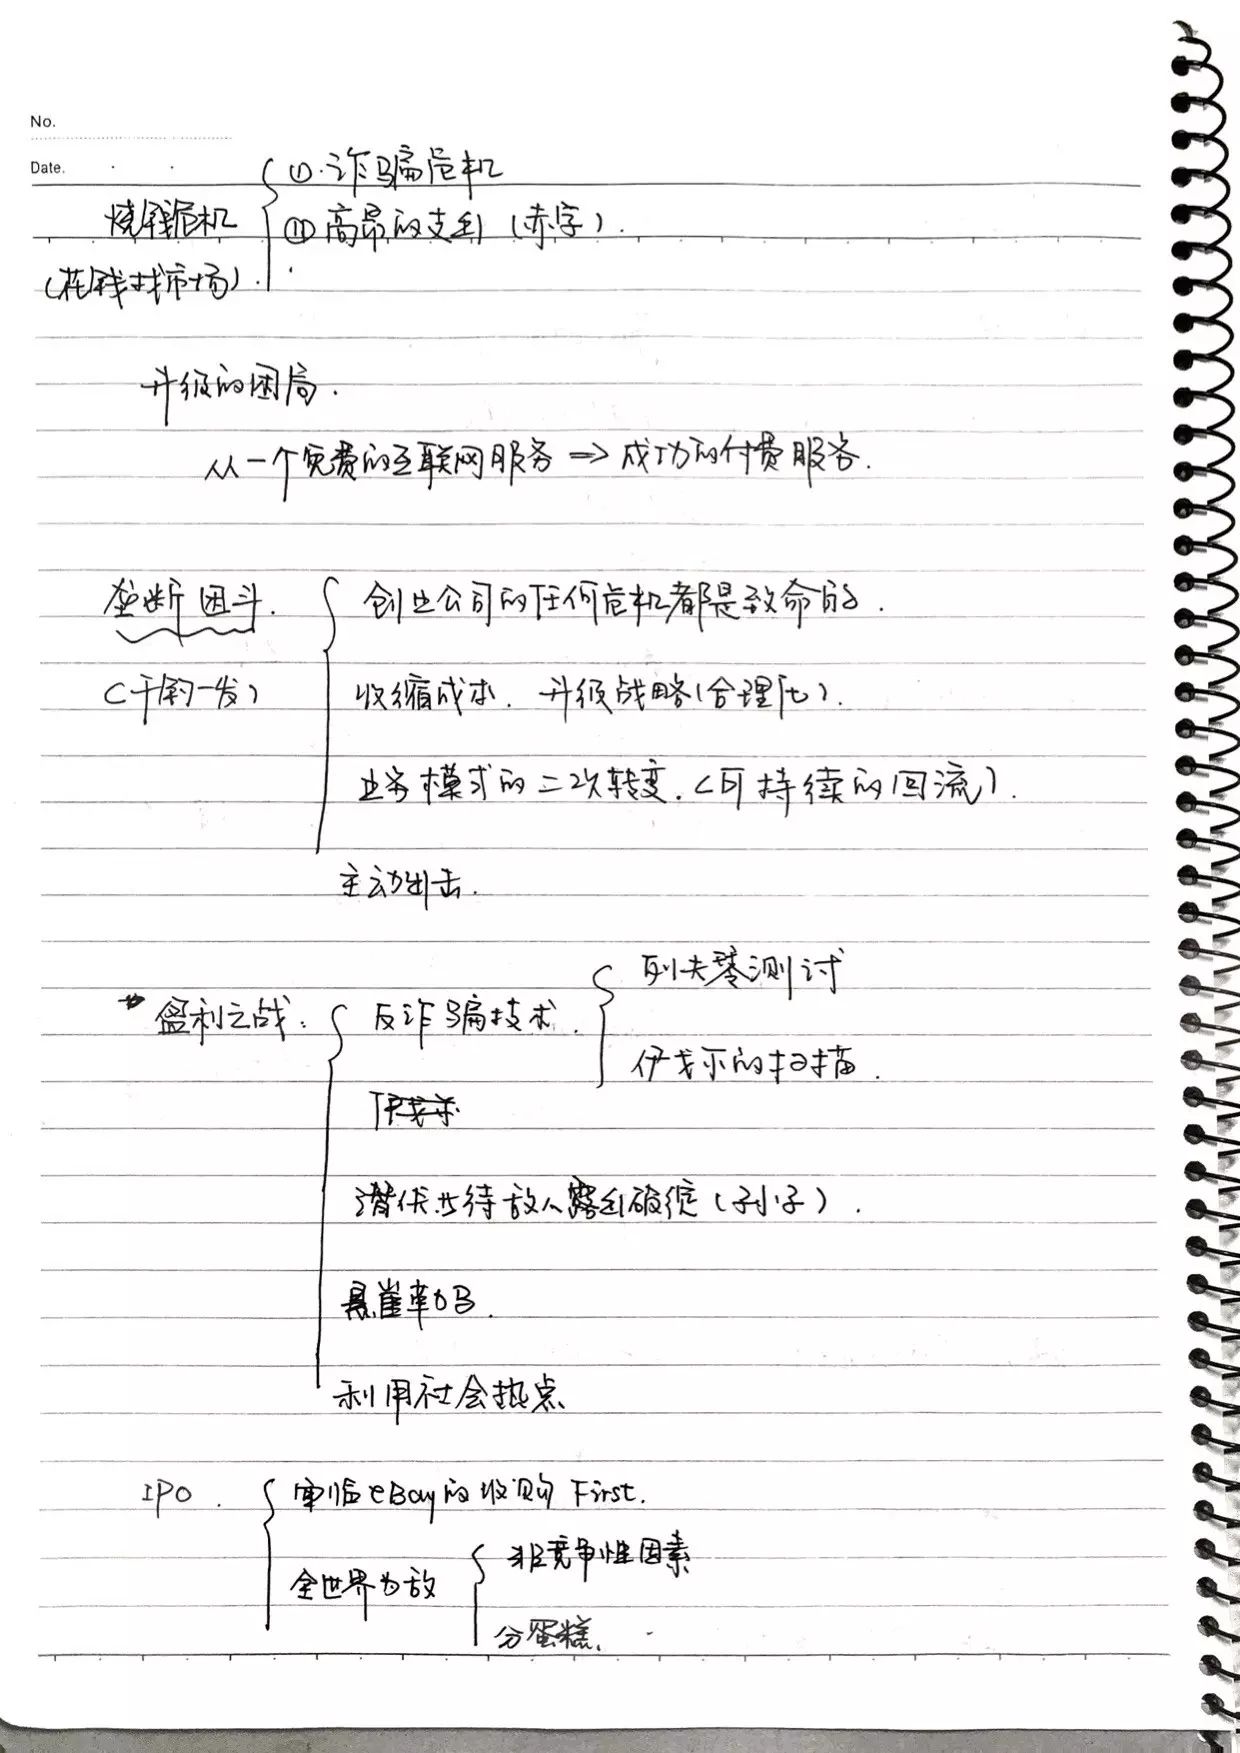 No.
Date.
① 诈骗危机
烧钱危机
② 高昂的支出（赤字）.
（花钱找市场）.
升级的困局.
从一个免费的互联网服务 => 成功的付费服务.
垄断困斗.
创业公司的任何危机都是致命的.
（千钧一发）
收缩成本. 升级战略（合理化）.
业务模式的二次转变.（可持续的回流）.
主动出击.
列夫琴测讨
* 盈利之战：
反诈骗技术.
伊戈尔的扫描.
伊戈尔
潜伏并待敌人露出破绽（孙子）.
悬崖勒马.
利用社会热点
IPO.
面临eBay的收购 First.
非竞争性因素
全世界为敌
分蛋糕.